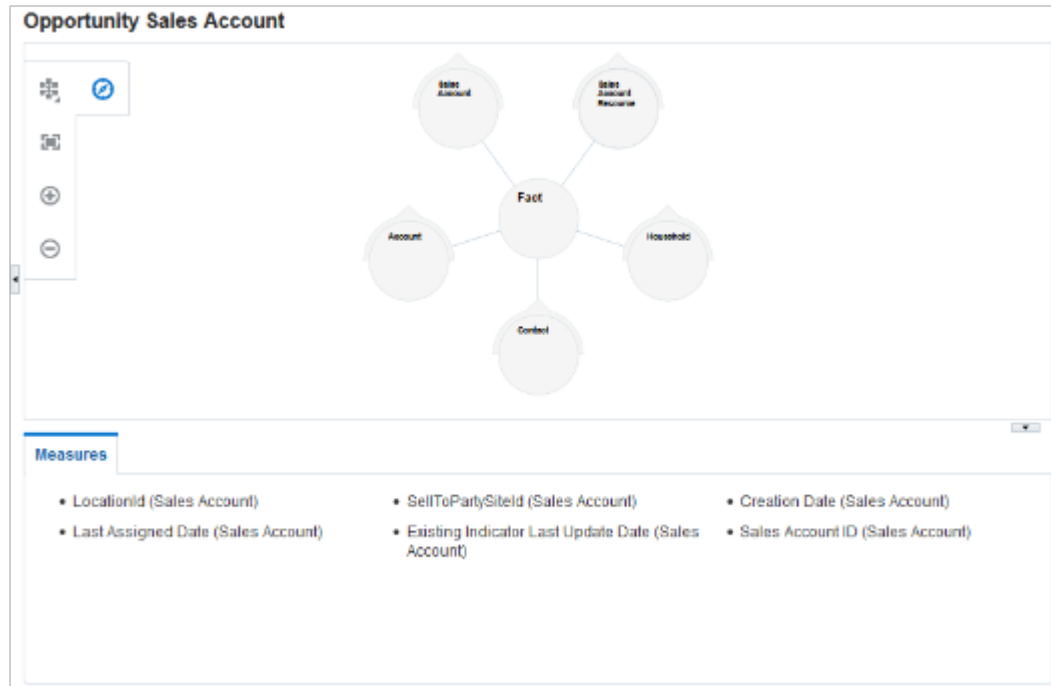 Opportunity Sales Account
Sales
Account
Sales
Account
Resource
Fact
Account
Household
Contact
Measures
• LocationId (Sales Account)
• SellToPartySiteId (Sales Account)
• Creation Date (Sales Account)
• Last Assigned Date (Sales Account)
• Existing Indicator Last Update Date (Sales
Account)
• Sales Account ID (Sales Account)